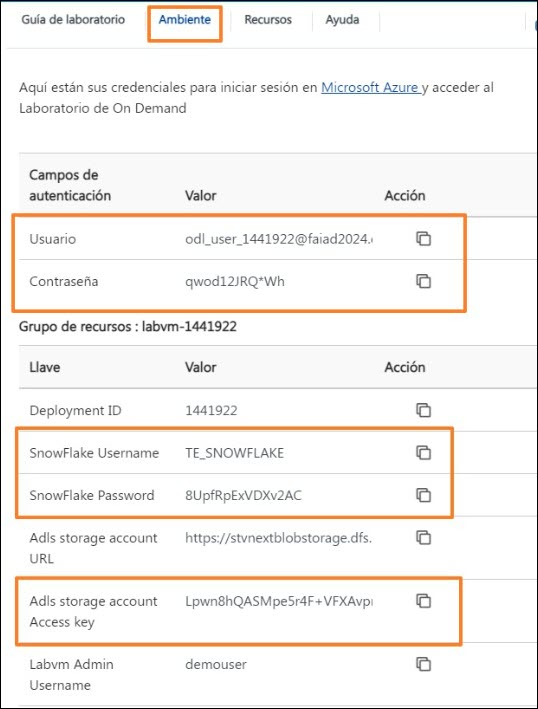 Guía de laboratorio Ambiente Recursos Ayuda
Aquí están sus credenciales para iniciar sesión en Microsoft Azure y acceder al
Laboratorio de On Demand
Campos de
autenticación Valor Acción
Usuario odl_user_1441922@faiad2024.
Contraseña qwod12JRQ*Wh
Grupo de recursos : labvm-1441922
Llave Valor Acción
Deployment ID 1441922
SnowFlake Username TE_SNOWFLAKE
SnowFlake Password 8UpfRpExVDXv2AC
Adls storage account https://stvnextblobstorage.dfs.
URL
Adls storage account Lpwn8hQASMpe5r4F+VFXAvp
Access key
Labvm Admin demouser
Username